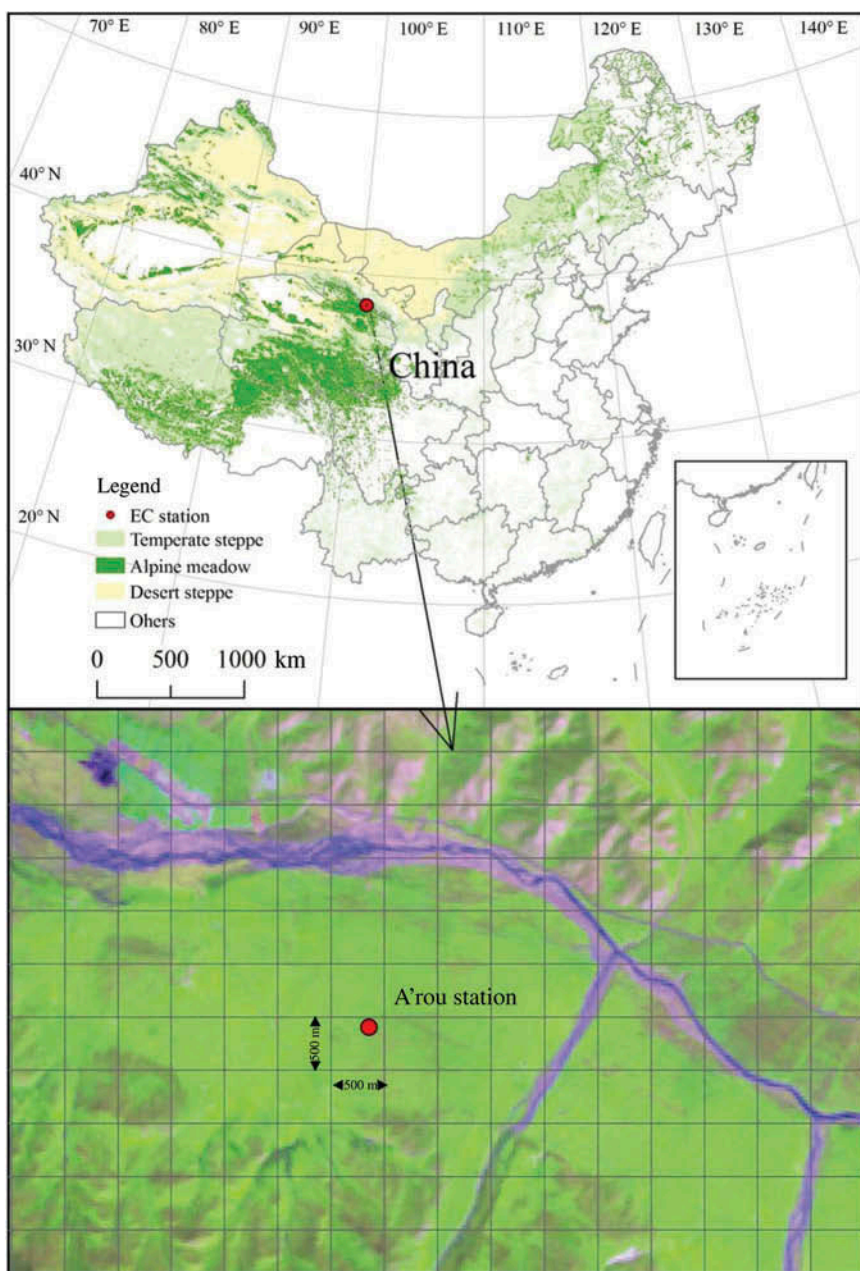 70° E 80° E 90° E 100° E 110° E 120° E 130° E 140° E
40° N
30° N
20° N
China
Legend
EC station
Temperate steppe
Alpine meadow
Desert steppe
Ohers
0 500 1000 km
A'rou station
500 m
500 m